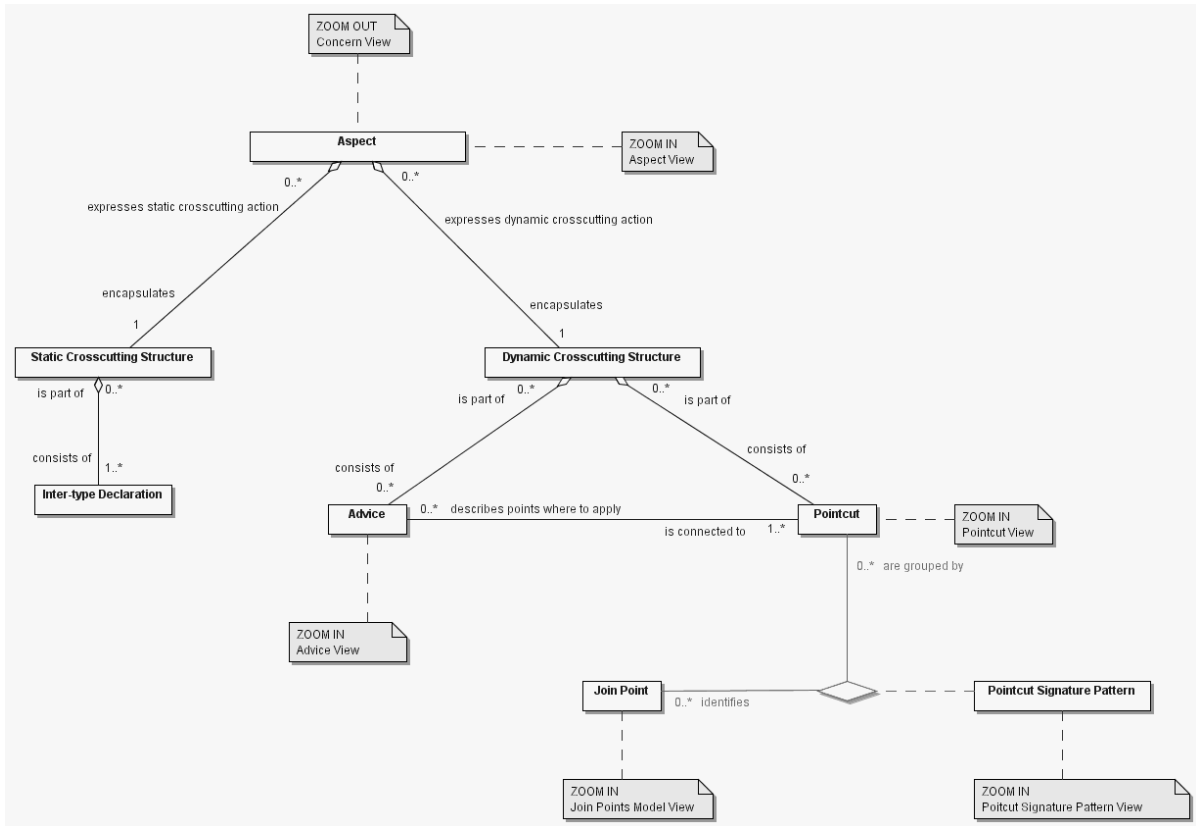 ZOOM OUT
Concern View
Aspect
ZOOM IN
Aspect View
0..*
0..*
expresses static crosscutting action
expresses dynamic crosscutting action
encapsulates
encapsulates
1
1
Static Crosscutting Structure
Dynamic Crosscutting Structure
is part of
0..*
is part of
0..*
0..*
is part of
consists of
1..*
consists of
0..*
consists of
0..*
Inter-type Declaration
Advice
0..*
describes points where to apply
is connected to
1..*
Pointcut
ZOOM IN
Pointcut View
0..* are grouped by
ZOOM IN
Advice View
Join Point
0..* identifies
Pointcut Signature Pattern
ZOOM IN
Join Points Model View
ZOOM IN
Poitcut Signature Pattern View